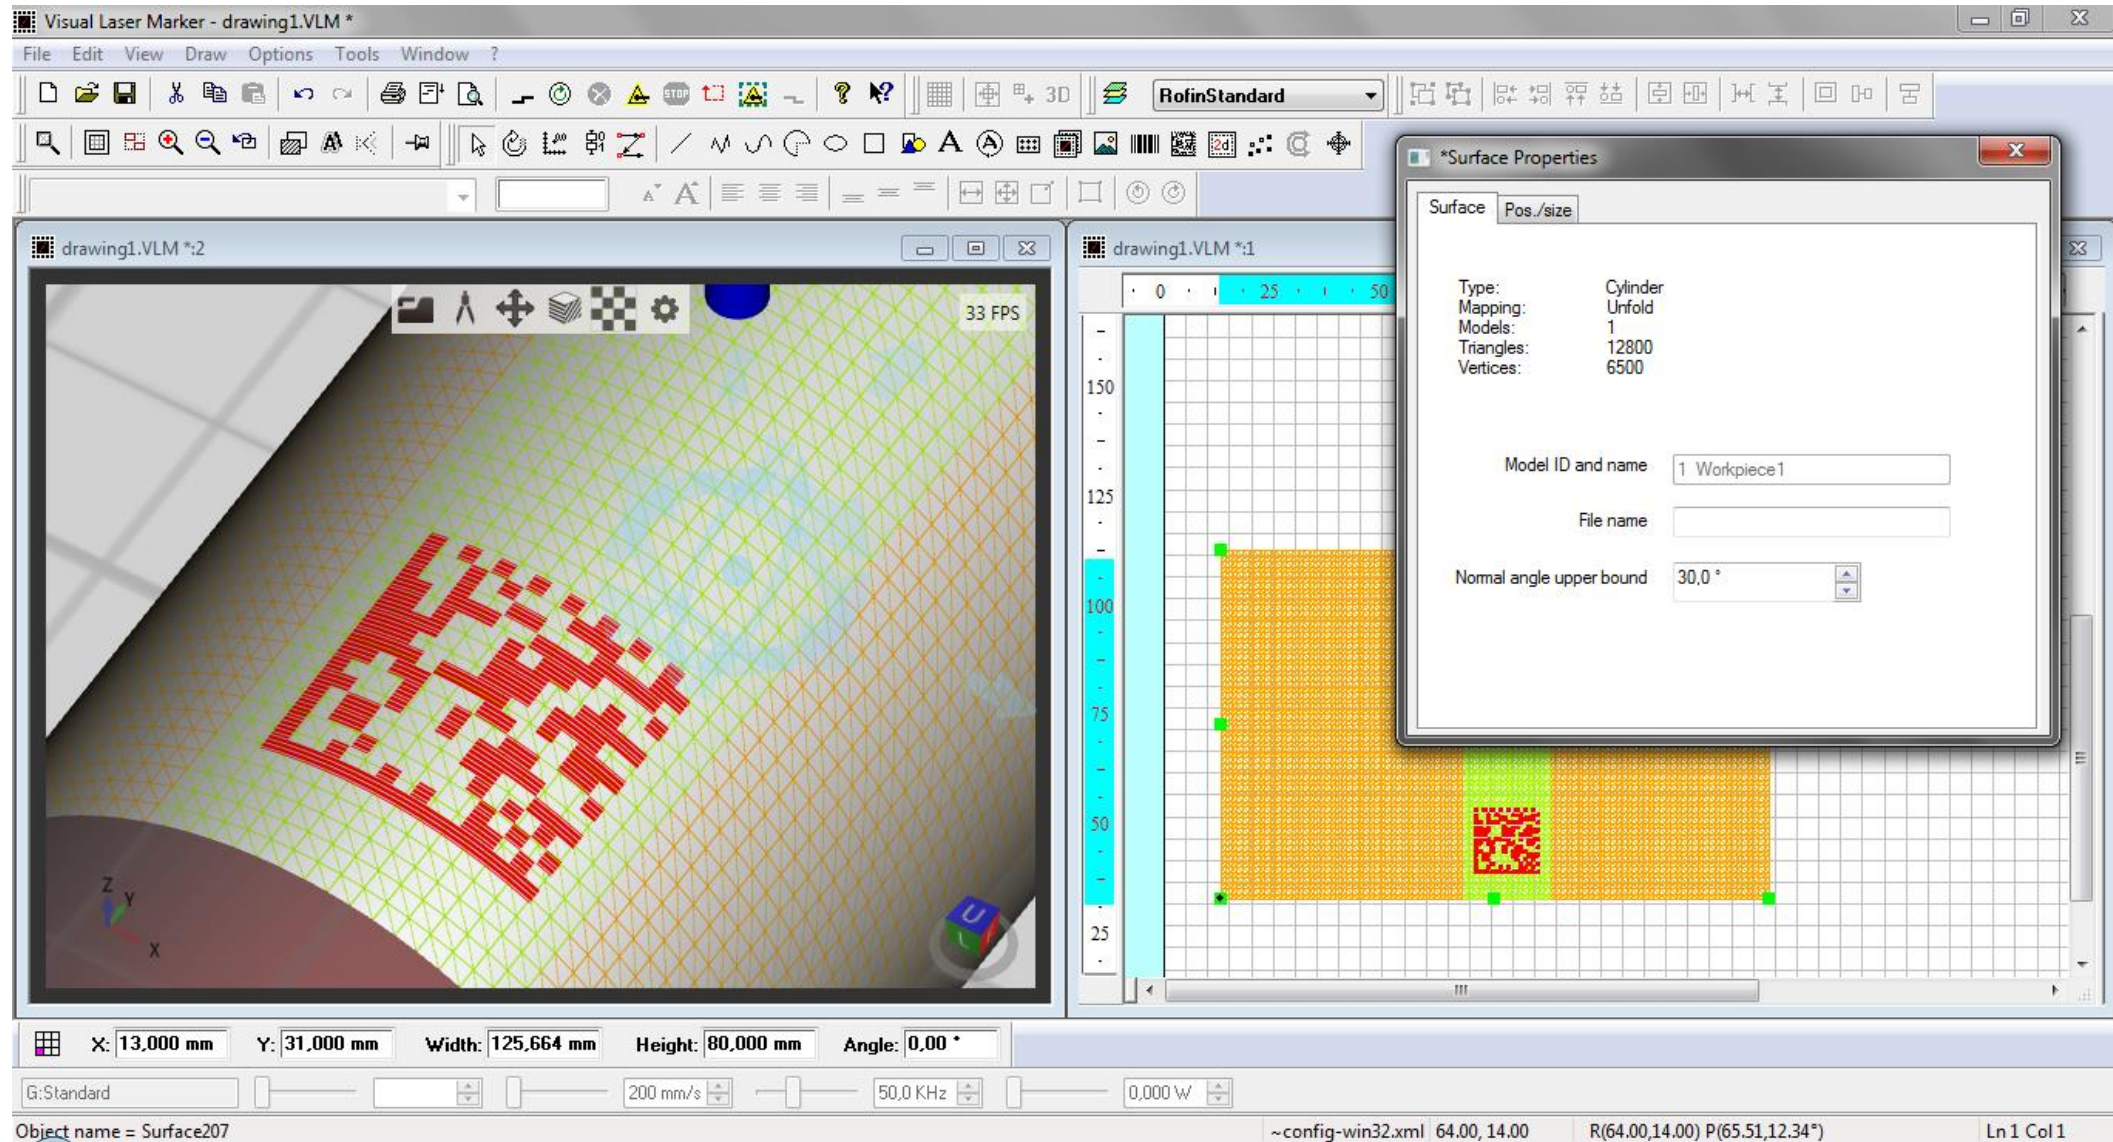 Visual Laser Marker - drawing1.VLM *
File Edit View Draw Options Tools Window ?
STOP 3D RofinStandard
A 2d
drawing1.VLM *:2
33 FPS
Z
Y
X
U
L
drawing1.VLM *:1
0 25 50
150
125
100
75
50
25
*Surface Properties
Surface Pos./size
Type: Cylinder
Mapping: Unfold
Models: 1
Triangles: 12800
Vertices: 6500
Model ID and name 1 Workpiece1
File name
Normal angle upper bound 30,0 °
X: 13,000 mm Y: 31,000 mm Width: 125,664 mm Height: 80,000 mm Angle: 0,00 °
G:Standard 200 mm/s 50,0 KHz 0,000 W
Object name = Surface207 ~config-win32.xml 64.00, 14.00 R(64.00,14.00) P(65.51,12.34°) Ln 1 Col 1